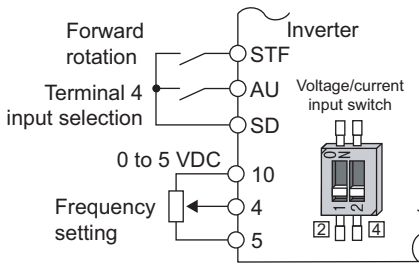 Inverter
Forward
rotation
STF
Terminal 4
input selection
AU
SD
Voltage/current
input switch
ON
1 2
2 4
0 to 5 VDC
10
Frequency
setting
4
5